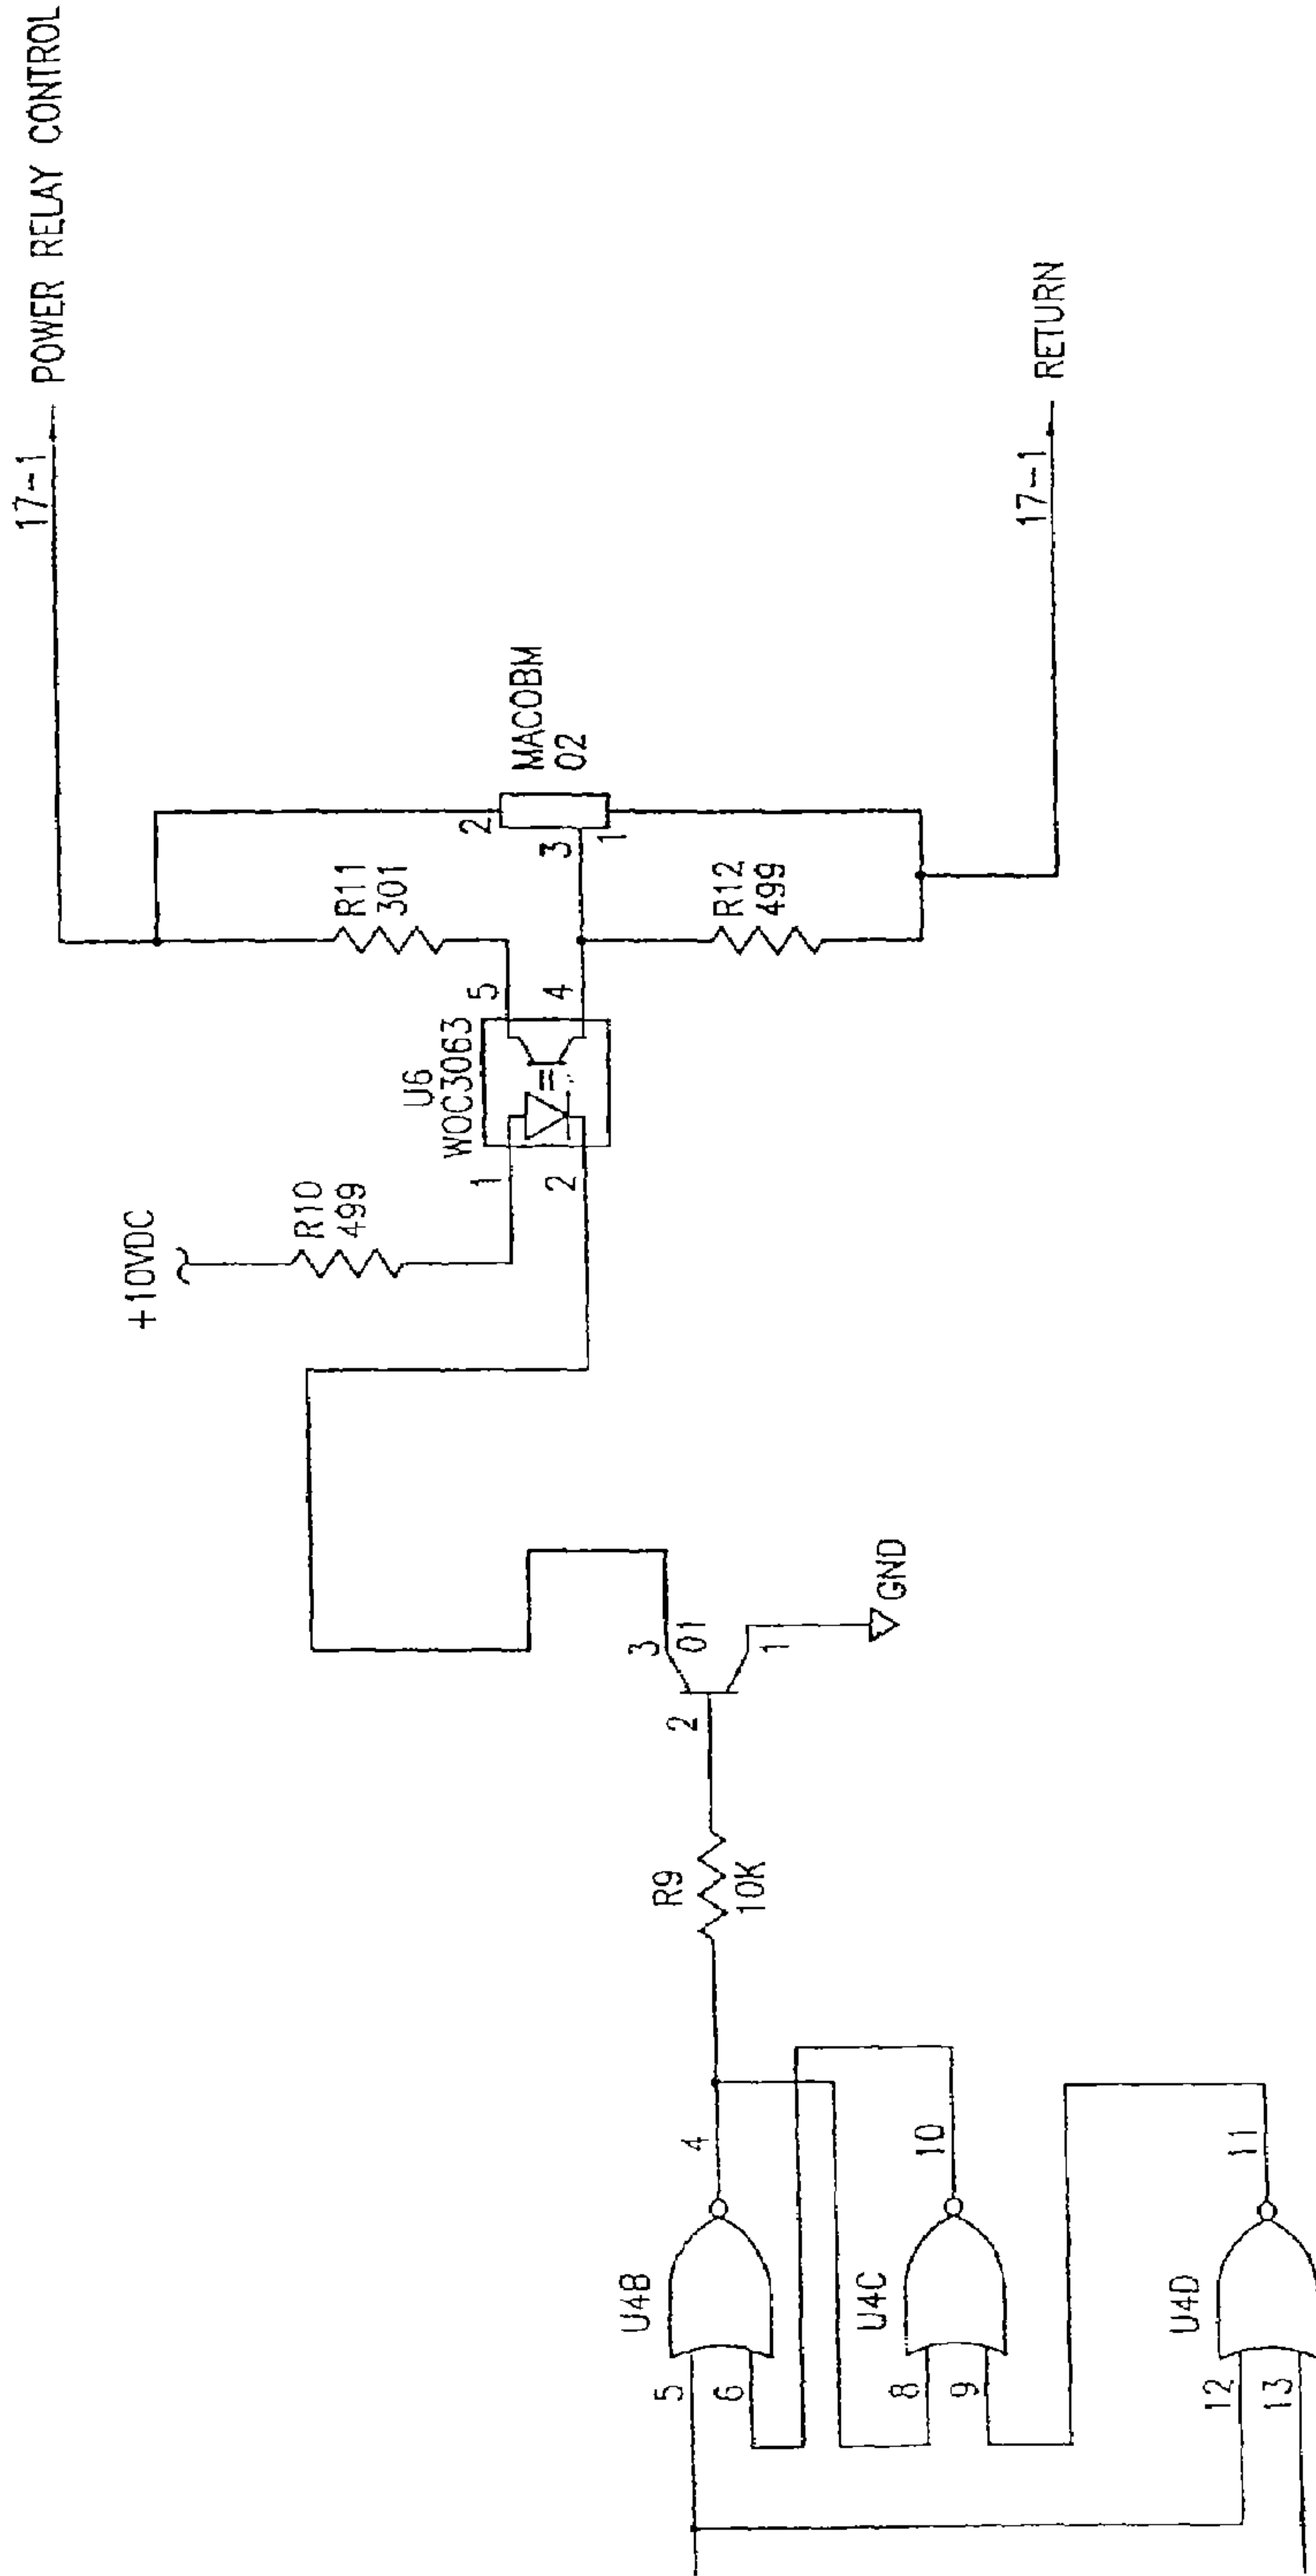 17-1 POWER RELAY CONTROL
+10VDC
R10
499
U6
WOC3063
1
2
5
4
R11
301
MACOBM
02
2
3
1
R12
499
17-1 RETURN
3
01
2
1
GND
R9
10K
U4B
5
6
4
U4C
8
9
10
U4D
12
13
11